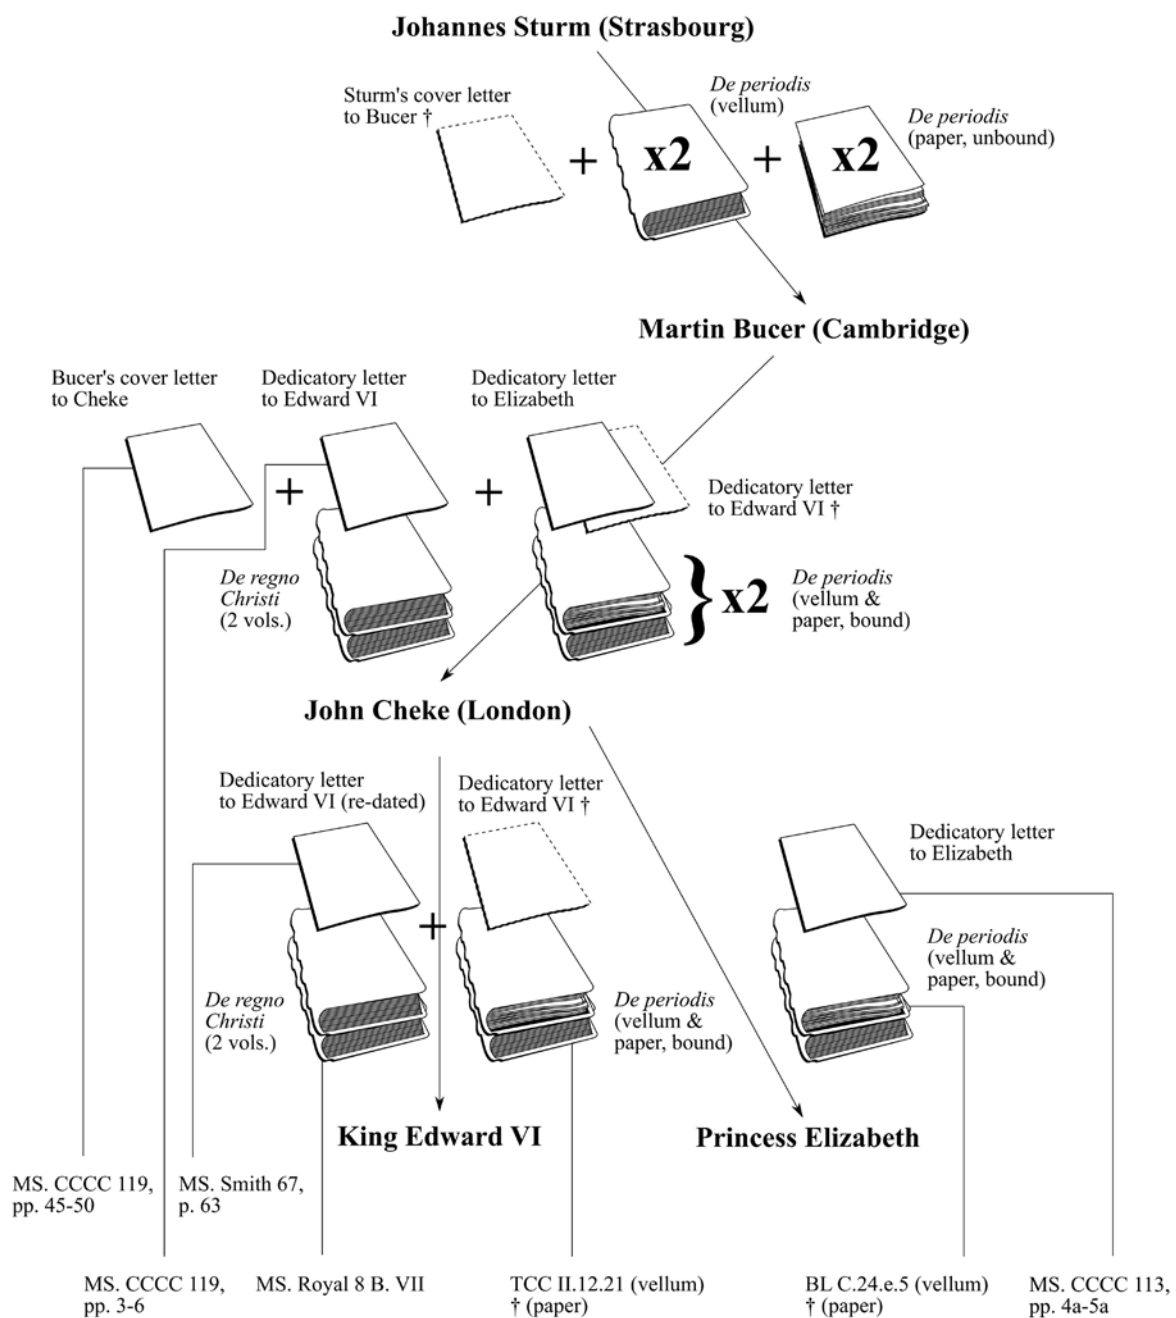 Johannes Sturm (Strasbourg)
Sturm's cover letter
to Bucer †
De periodis
(vellum)
De periodis
(paper, unbound)
+
x2
+
x2
Martin Bucer (Cambridge)
Bucer's cover letter
to Cheke
Dedicatory letter
to Edward VI
Dedicatory letter
to Elizabeth
Dedicatory letter
to Edward VI †
+
+
De regno
Christi
(2 vols.)
} x2
De periodis
(vellum &
paper, bound)
John Cheke (London)
Dedicatory letter
to Edward VI (re-dated)
Dedicatory letter
to Edward VI †
Dedicatory letter
to Elizabeth
+
De regno
Christi
(2 vols.)
De periodis
(vellum &
paper, bound)
De periodis
(vellum &
paper, bound)
King Edward VI
Princess Elizabeth
MS. CCCC 119,
pp. 45-50
MS. Smith 67,
p. 63
MS. CCCC 119,
pp. 3-6
MS. Royal 8 B. VII
TCC II.12.21 (vellum)
† (paper)
BL C.24.e.5 (vellum)
† (paper)
MS. CCCC 113,
pp. 4a-5a